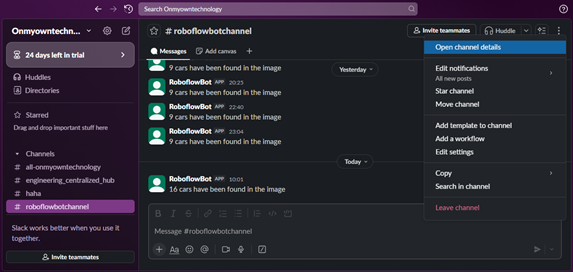 Search Onmyowntechnology
Onmyowntechn...
24 days left in trial
Huddles
Directories
Starred
Drag and drop important stuff here
Channels
# all-onmyowntechnology
# engineering_centralized_hub
# haha
# roboflowbotchannel
Slack works better when you use it
together.
Invite teammates
# roboflowbotchannel
Invite teammates
Huddle
Messages
Add canvas
9 cars have been found in the image
Yesterday
RoboflowBot APP 20:25
9 cars have been found in the image
RoboflowBot APP 22:40
9 cars have been found in the image
RoboflowBot APP 23:04
9 cars have been found in the image
Today
RoboflowBot APP 10:01
16 cars have been found in the image
Message #roboflowbotchannel
Aa
Open channel details
Edit notifications
All new posts
Star channel
Move channel
Add template to channel
Add a workflow
Edit settings
Copy
Search in channel
Leave channel